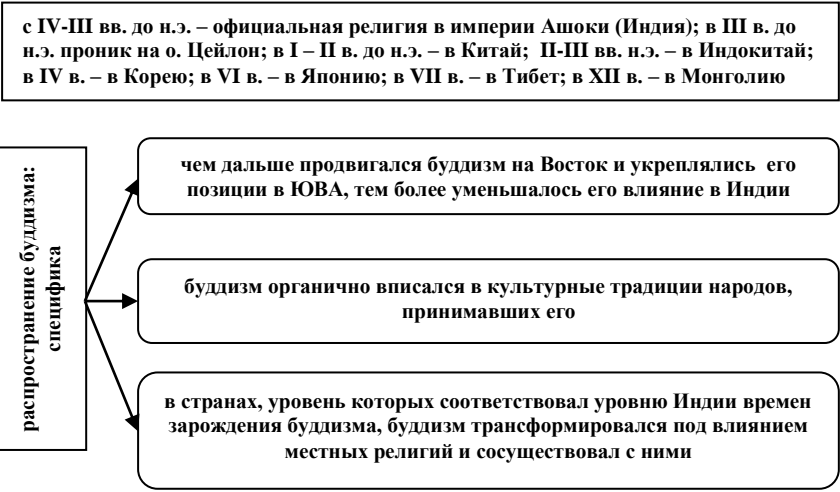 с IV-III вв. до н.э. – официальная религия в империи Ашоки (Индия); в III в. до
н.э. проник на о. Цейлон; в I – II в. до н.э. – в Китай; II-III вв. н.э. – в Индокитай;
в IV в. – в Корею; в VI в. – в Японию; в VII в. – в Тибет; в XII в. – в Монголию
распространение буддизма:
специфика
чем дальше продвигался буддизм на Восток и укреплялись его
позиции в ЮВА, тем более уменьшалось его влияние в Индии
буддизм органично вписался в культурные традиции народов,
принимавших его
в странах, уровень которых соответствовал уровню Индии времен
зарождения буддизма, буддизм трансформировался под влиянием
местных религий и сосуществовал с ними